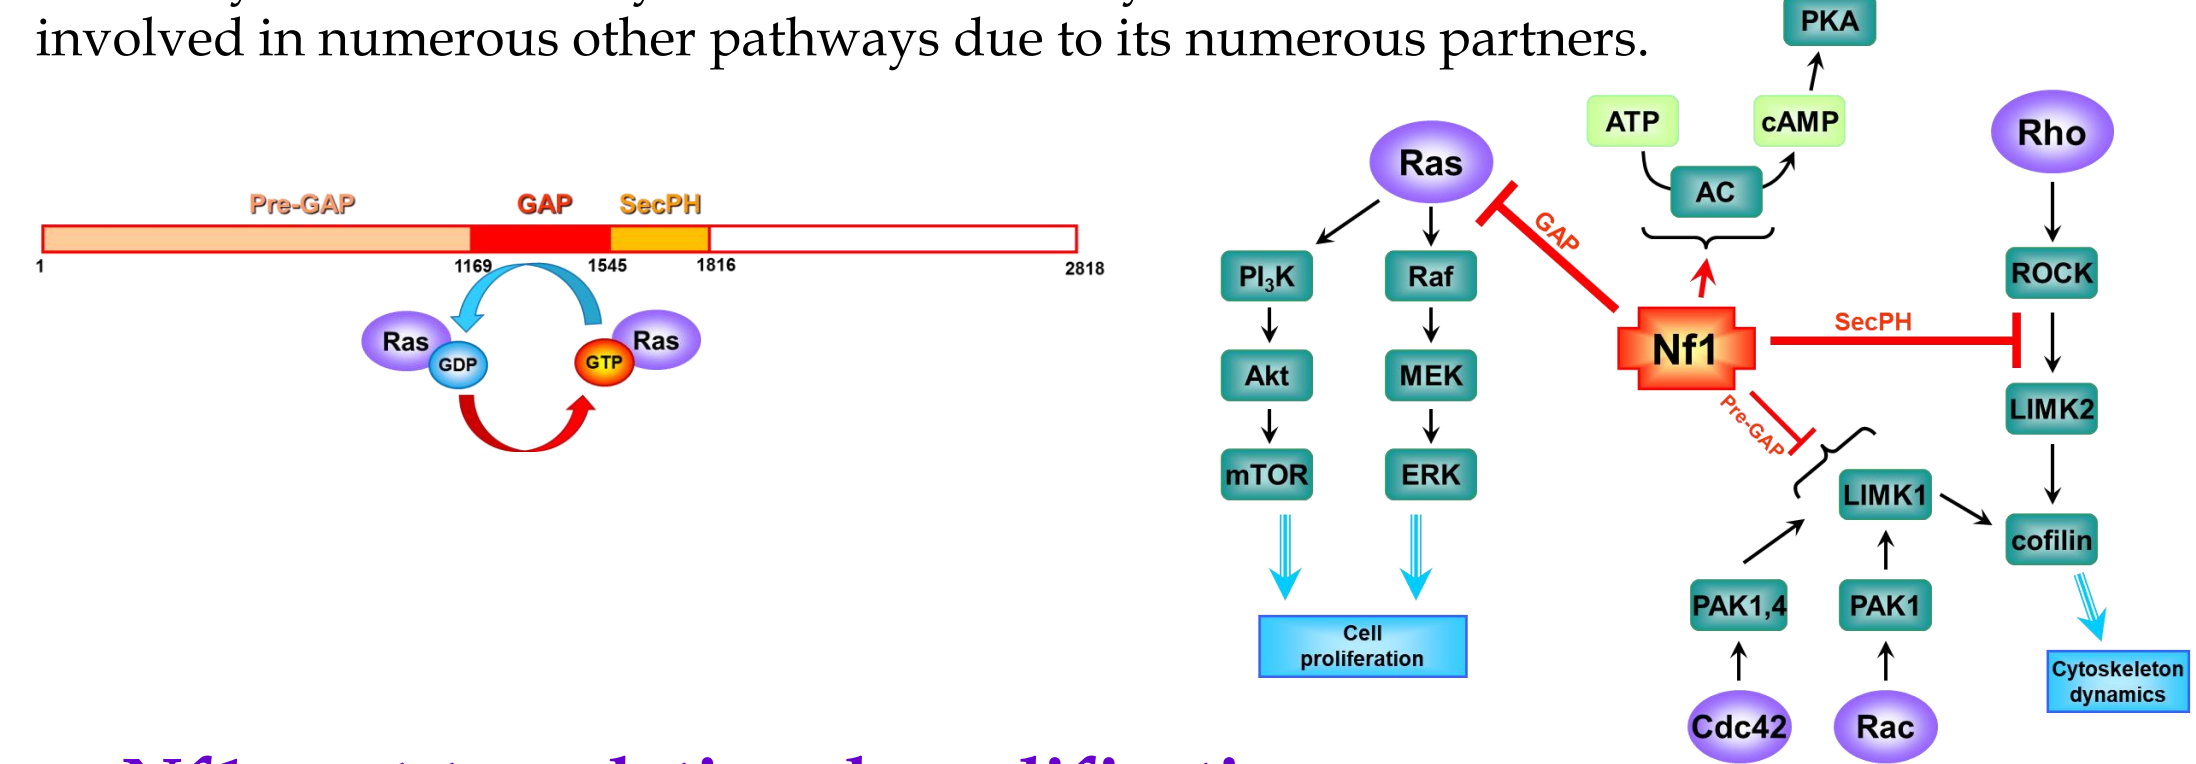 involved in numerous other pathways due to its numerous partners.
Pre-GAP GAP SecPH
1 1169 1545 1816 2818
Ras GDP GTP Ras
PKA
ATP cAMP
AC
Ras
Rho
GAP
PI3K Raf
ROCK
Nf1
SecPH
Akt MEK
Pre-GAP
LIMK2
mTOR ERK
LIMK1
cofilin
PAK1,4 PAK1
Cell
proliferation
Cytoskeleton
dynamics
Cdc42 Rac